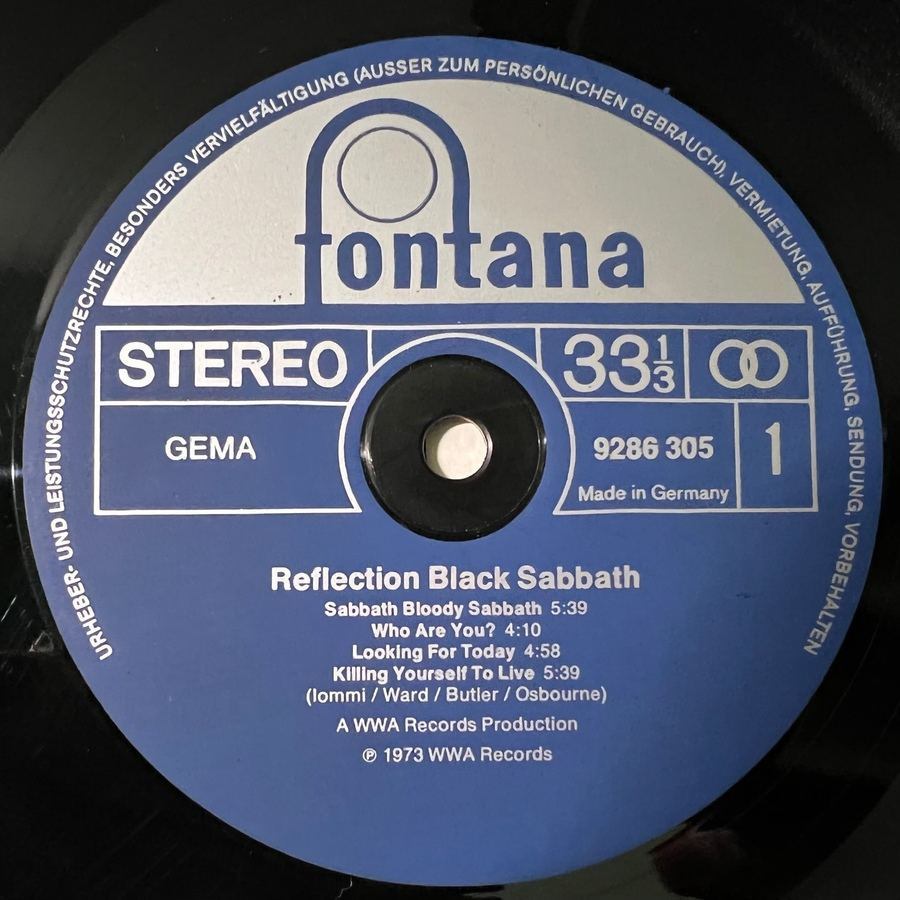 URHEBER- UND LEISTUNGSSCHUTZRECHTE, BESONDERS VERVIELFÄLTIGUNG (AUSSER ZUM PERSÖNLICHEN GEBRAUCH), VERMIETUNG, AUFFÜHRUNG, SENDUNG, VORBEHALTEN
fontana
STEREO 33 1/3
GEMA 9286 305 1
Made in Germany
Reflection Black Sabbath
Sabbath Bloody Sabbath 5:39
Who Are You? 4:10
Looking For Today 4:58
Killing Yourself To Live 5:39
(Iommi / Ward / Butler / Osbourne)
A WWA Records Production
℗ 1973 WWA Records